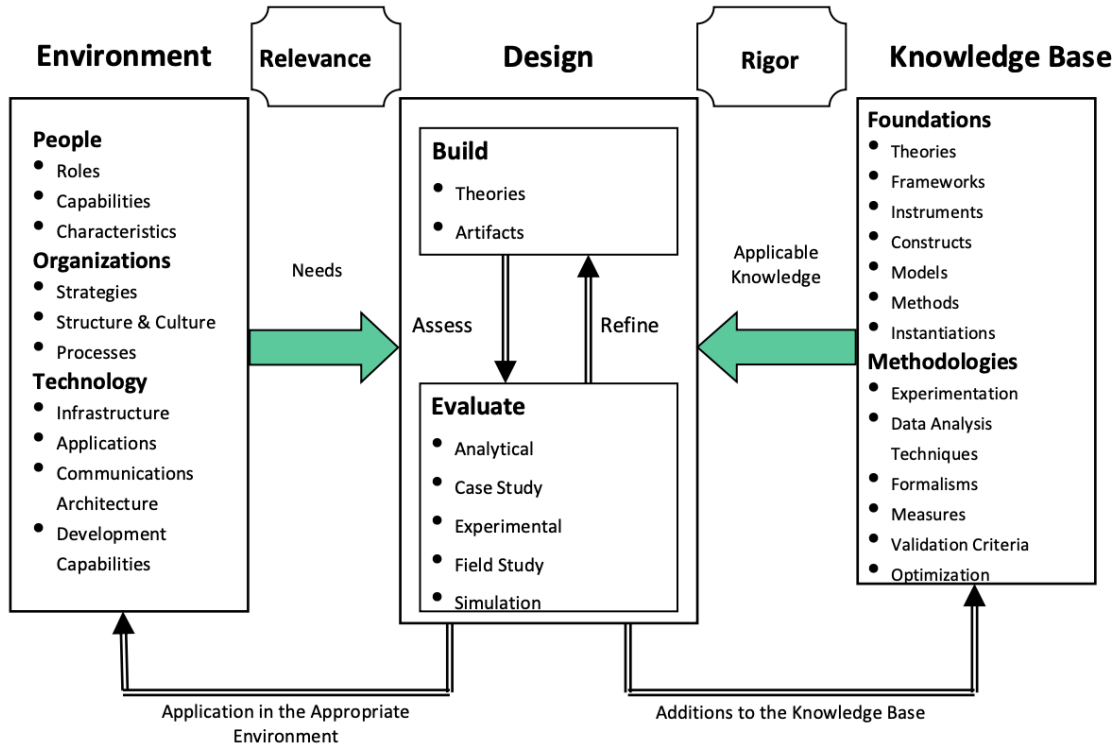 Environment
Relevance
Design
Rigor
Knowledge Base
People
Roles
Capabilities
Characteristics
Organizations
Strategies
Structure & Culture
Processes
Technology
Infrastructure
Applications
Communications
Architecture
Development
Capabilities
Needs
Build
Theories
Artifacts
Assess
Refine
Evaluate
Analytical
Case Study
Experimental
Field Study
Simulation
Applicable
Knowledge
Foundations
Theories
Frameworks
Instruments
Constructs
Models
Methods
Instantiations
Methodologies
Experimentation
Data Analysis
Techniques
Formalisms
Measures
Validation Criteria
Optimization
Application in the Appropriate
Environment
Additions to the Knowledge Base